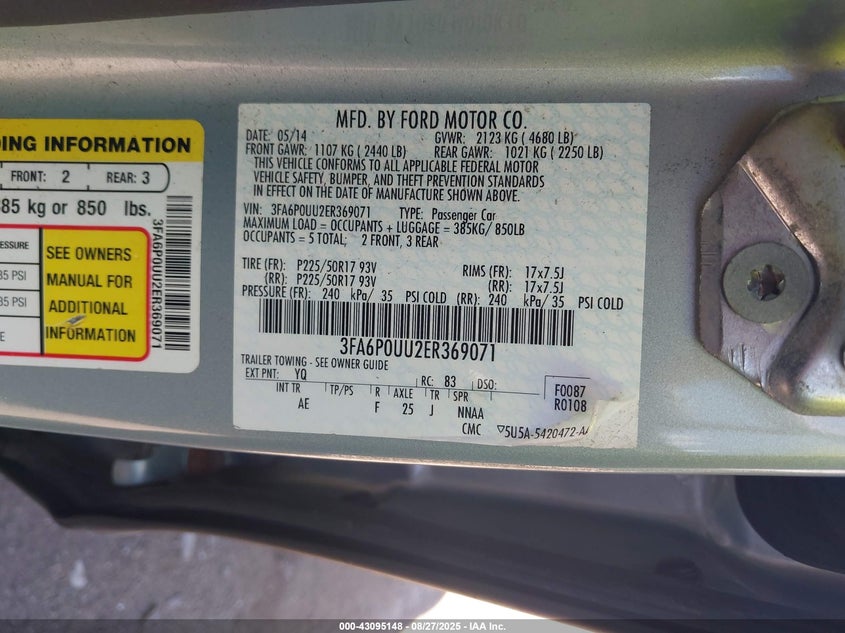 DING INFORMATION
FRONT: 2
REAR: 3
85 kg or 850 lbs.
ESSURE
SEE OWNERS
35 PSI
MANUAL FOR
35 PSI
ADDITIONAL
E
INFORMATION
3FA6P0UU2ER369071
MFD. BY FORD MOTOR CO.
DATE: 05/14 GVWR: 2123 KG ( 4680 LB)
FRONT GAWR: 1107 KG ( 2440 LB) REAR GAWR: 1021 KG ( 2250 LB)
THIS VEHICLE CONFORMS TO ALL APPLICABLE FEDERAL MOTOR
VEHICLE SAFETY, BUMPER, AND THEFT PREVENTION STANDARDS
IN EFFECT ON THE DATE OF MANUFACTURE SHOWN ABOVE.
VIN: 3FA6P0UU2ER369071 TYPE: Passenger Car
MAXIMUM LOAD = OCCUPANTS + LUGGAGE = 385KG/ 850LB
OCCUPANTS = 5 TOTAL; 2 FRONT, 3 REAR
TIRE (FR): P225/50R17 93V RIMS (FR): 17x7.5J
(RR): P225/50R17 93V (RR): 17x7.5J
PRESSURE (FR): 240 kPa/ 35 PSI COLD (RR): 240 kPa/ 35 PSI COLD
3FA6P0UU2ER369071
TRAILER TOWING - SEE OWNER GUIDE
EXT PNT: YQ RC: 83 DSO: F0087
INT TR TP/PS R AXLE TR SPR R0108
AE F 25 J NNAA
CMC 5U5A-5420472-A
000-43095148 - 08/27/2025 - IAA Inc.